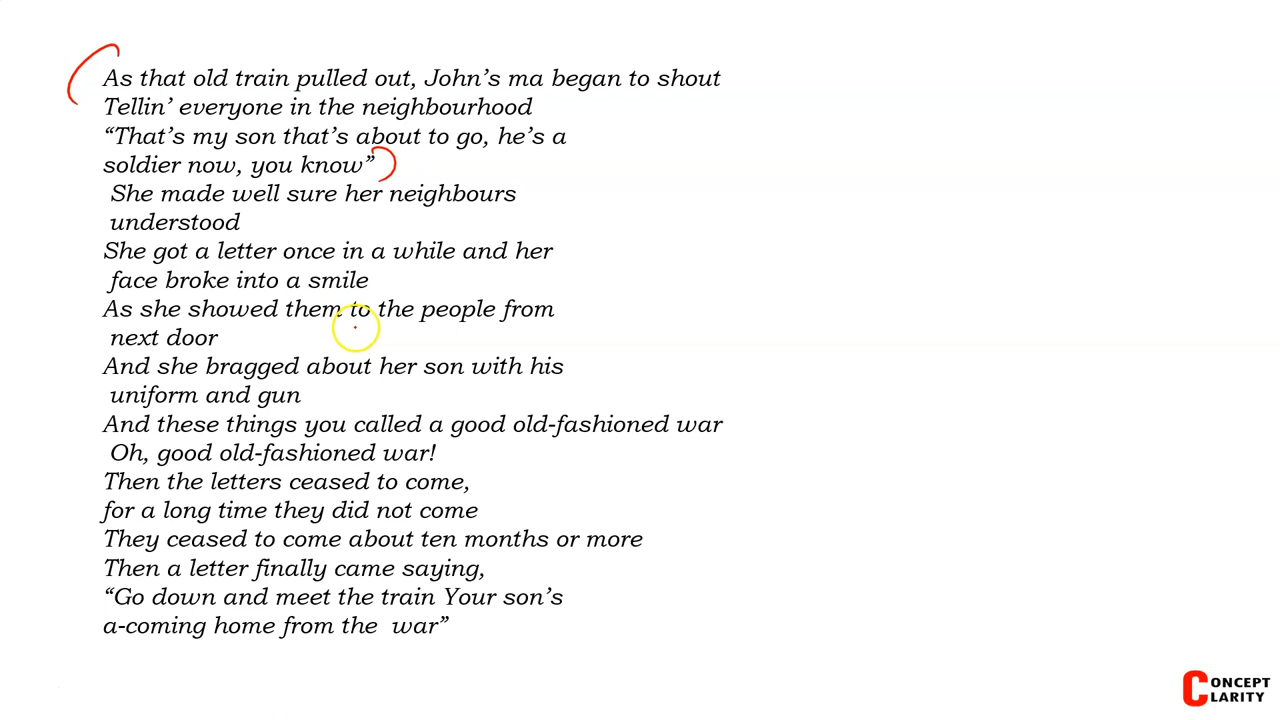 As that old train pulled out, John’s ma began to shout
Tellin’ everyone in the neighbourhood
“That’s my son that’s about to go, he’s a
soldier now, you know”
She made well sure her neighbours
understood
She got a letter once in a while and her
face broke into a smile
As she showed them to the people from
next door
And she bragged about her son with his
uniform and gun
And these things you called a good old-fashioned war
Oh, good old-fashioned war!
Then the letters ceased to come,
for a long time they did not come
They ceased to come about ten months or more
Then a letter finally came saying,
“Go down and meet the train Your son’s
a-coming home from the war”
CONCEPT
CLARITY